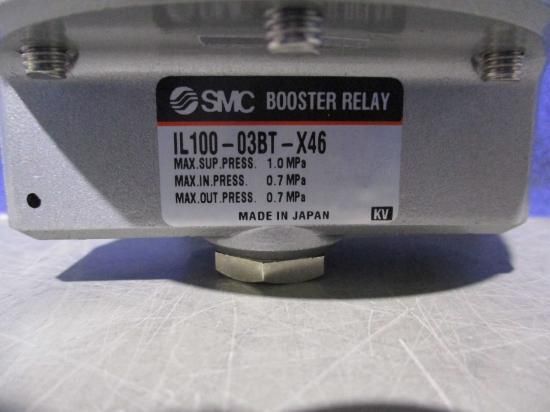 SMC BOOSTER RELAY
IL100-03BT-X46
MAX.SUP.PRESS. 1.0 MPa
MAX.IN.PRESS. 0.7 MPa
MAX.OUT.PRESS. 0.7 MPa
MADE IN JAPAN KV